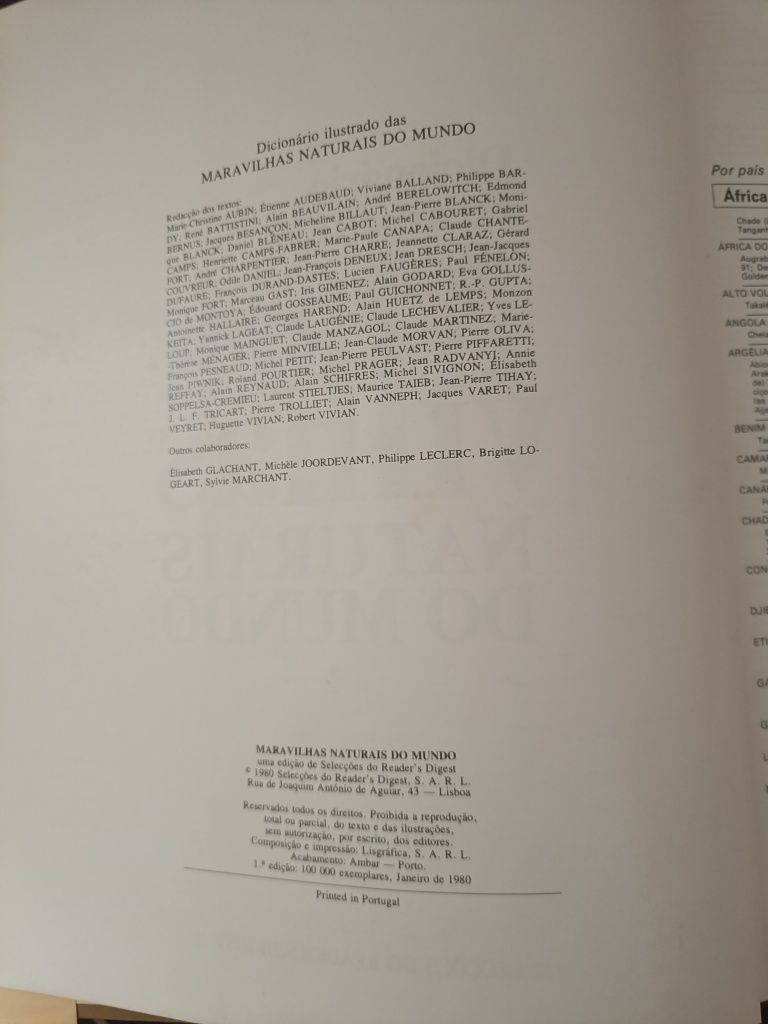 Dicionário ilustrado das
MARAVILHAS NATURAIS DO MUNDO
Redacção dos textos:
Marie-Christine AUBIN; Étienne AUDEBAUD; Viviane BALLAND; Philippe BAR-
DY; René BATTISTINI; Alain BEAUVILAIN; André BERELOWITCH; Edmond
BERNUS; Jacques BESANÇON; Micheline BILLAUT; Jean-Pierre BLANCK; Moni-
que BLANCK; Daniel BLÉNEAU; Jean CABOT; Michel CABOURET; Gabriel
CAMPS; Henriette CAMPS-FABRER; Marie-Paule CANAPA; Claude CHANTE-
FORT; André CHARPENTIER; Jean-Pierre CHARRE; Jeannette CLARAZ; Gérard
COUVREUR; Odile DANIEL; Jean-François DENEUX; Jean DRESCH; Jean-Jacques
DUFAURE; François DURAND-DASTES; Lucien FAUGÈRES; Paul FÉNELON;
Monique FORT; Marceau GAST; Iris GIMENEZ; Alain GODARD; Eva GOLLUS-
CIO de MONTOYA; Édouard GOSSEAUME; Paul GUICHONNET; R.-P. GUPTA;
Antoinette HALLAIRE; Georges HAREND; Alain HUETZ de LEMPS; Monzon
KEITA; Yannick LAGEAT; Claude LAUGÉNIE; Claude LECHEVALIER; Yves LE-
LOUP; Monique MAINGUET; Claude MANZAGOL; Claude MARTINEZ; Marie-
-Thérèse MÉNAGER; Pierre MINVIELLE; Jean-Claude MORVAN; Pierre OLIVA;
François PESNEAUD; Michel PETIT; Jean-Pierre PEULVAST; Pierre PIFFARETTI;
Jean PIWNIK; Roland POURTIER; Michel PRAGER; Jean RADVANYI; Annie
REFFAY; Alain REYNAUD; Alain SCHIFRES; Michel SIVIGNON; Élisabeth
SOPPELSA-CREMIEU; Laurent STIELTJES; Maurice TAIEB; Jean-Pierre TIHAY;
J. L. F. TRICART; Pierre TROLLIET; Alain VANNEPH; Jacques VARET; Paul
VEYRET; Huguette VIVIAN; Robert VIVIAN.
Outros colaboradores:
Élisabeth GLACHANT, Michèle JOORDEVANT, Philippe LECLERC, Brigitte LO-
GEART, Sylvie MARCHANT.
MARAVILHAS NATURAIS DO MUNDO
uma edição de Selecções do Reader's Digest
© 1980 Selecções do Reader's Digest, S. A. R. L.
Rua de Joaquim António de Aguiar, 43 — Lisboa
Reservados todos os direitos. Proibida a reprodução,
total ou parcial, do texto e das ilustrações,
sem autorização, por escrito, dos editores.
Composição e impressão: Lisgráfica, S. A. R. L.
Acabamento: Ambar — Porto.
1.ª edição: 100 000 exemplares, Janeiro de 1980
Printed in Portugal
Por país
África
ÁFRICA DO
ALTO VOL
ANGOLA
ARGÉLIA
BENIM
CAMAR
CANÁ
CHAD
CON
DJI
ETI